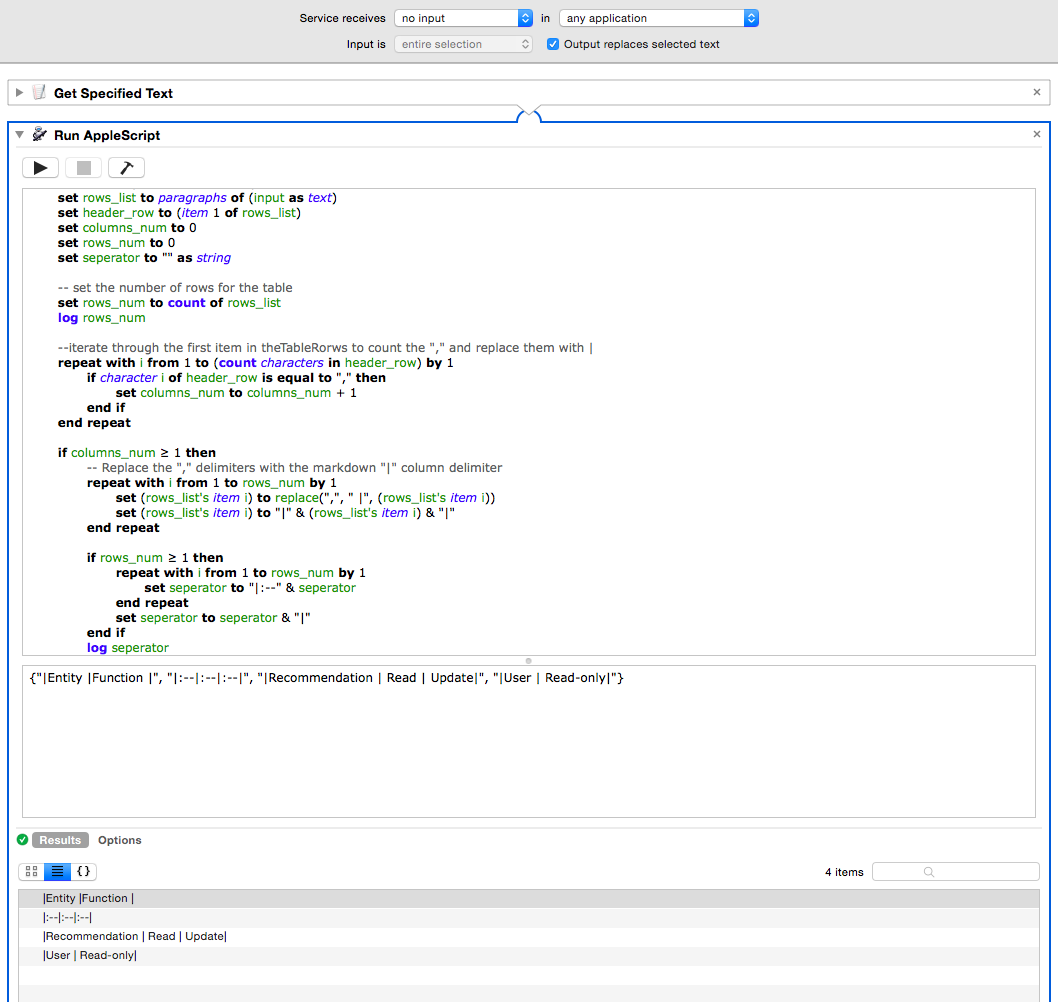 Service receives no input in any application
Input is entire selection Output replaces selected text
Get Specified Text
Run AppleScript
set rows_list to paragraphs of (input as text)
set header_row to (item 1 of rows_list)
set columns_num to 0
set rows_num to 0
set seperator to "" as string
-- set the number of rows for the table
set rows_num to count of rows_list
log rows_num
--iterate through the first item in theTableRorws to count the "," and replace them with |
repeat with i from 1 to (count characters in header_row) by 1
if character i of header_row is equal to "," then
set columns_num to columns_num + 1
end if
end repeat
if columns_num ≥ 1 then
-- Replace the "," delimiters with the markdown "|" column delimiter
repeat with i from 1 to rows_num by 1
set (rows_list's item i) to replace(",", " |", (rows_list's item i))
set (rows_list's item i) to "|" & (rows_list's item i) & "|"
end repeat
if rows_num ≥ 1 then
repeat with i from 1 to rows_num by 1
set seperator to "|:--" & seperator
end repeat
set seperator to seperator & "|"
end if
log seperator
{"|Entity |Function |", "|:--|:--|:--|", "|Recommendation | Read | Update|", "|User | Read-only|"}
Results Options
{} 4 items
|Entity |Function |
|:--|:--|:--|
|Recommendation | Read | Update|
|User | Read-only|